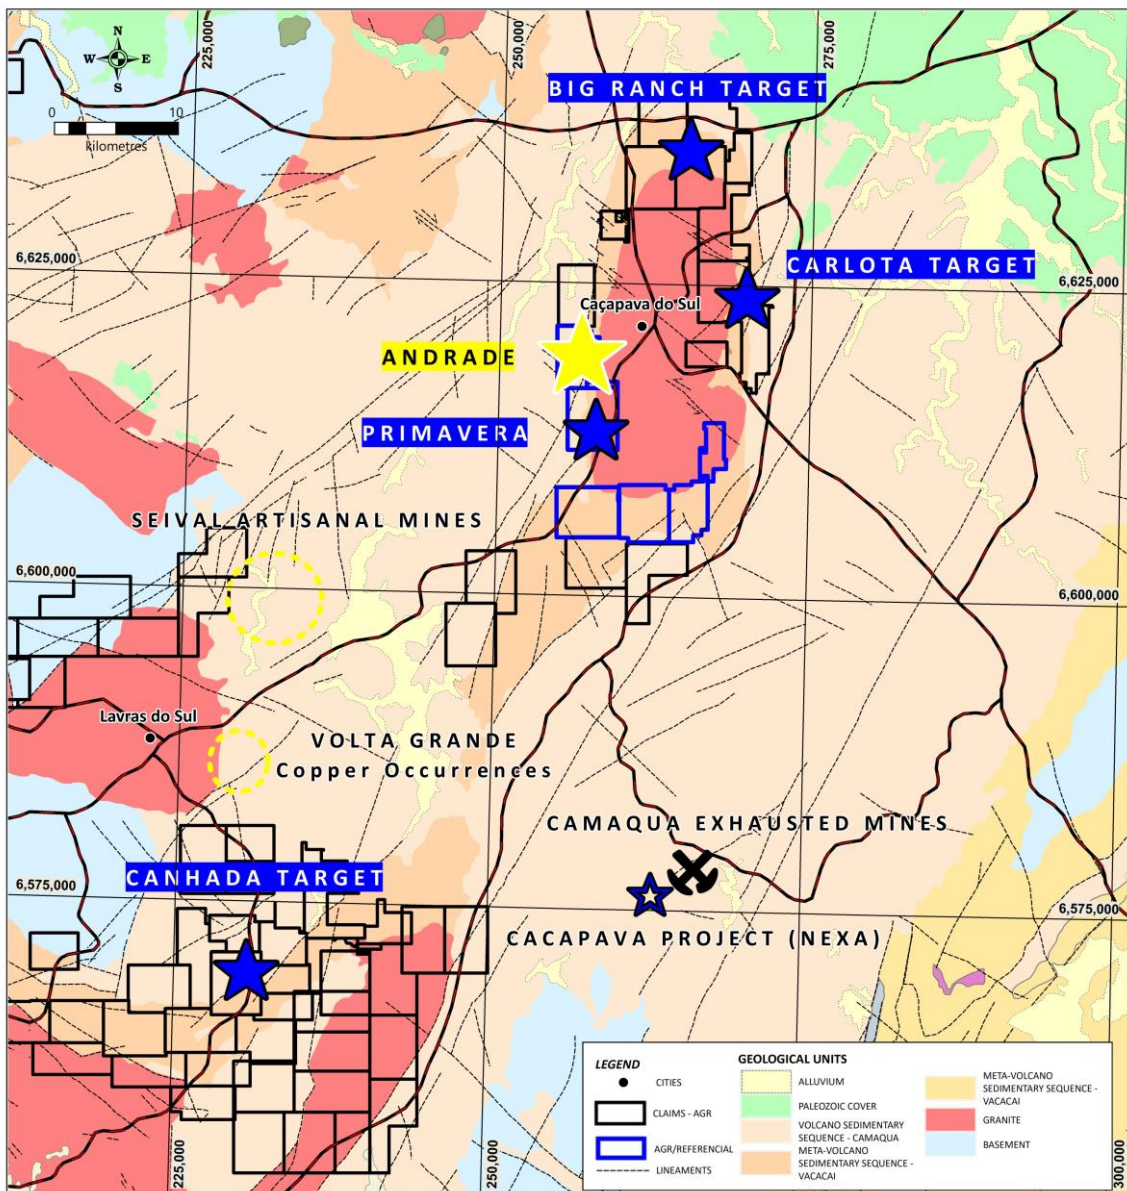 225,000
250,000
275,000
N
W E
S
0 10
kilometres
BIG RANCH TARGET
6,625,000
CARLOTA TARGET
6,625,000
Caçapava do Sul
ANDRADE
PRIMAVERA
SEIVAL ARTISANAL MINES
6,600,000
6,600,000
Lavras do Sul
VOLTA GRANDE
Copper Occurrences
CAMAQUA EXHAUSTED MINES
CANHADA TARGET
6,575,000
6,575,000
CACAPAVA PROJECT (NEXA)
LEGEND
CITIES
CLAIMS - AGR
AGR/REFERENCIAL
LINEAMENTS
GEOLOGICAL UNITS
ALLUVIUM
PALEOZOIC COVER
VOLCANO SEDIMENTARY
SEQUENCE - CAMAQUA
META-VOLCANO
SEDIMENTARY SEQUENCE -
VACACAI
META-VOLCANO
SEDIMENTARY SEQUENCE -
VACACAI
GRANITE
BASEMENT
225,000
250,000
300,000